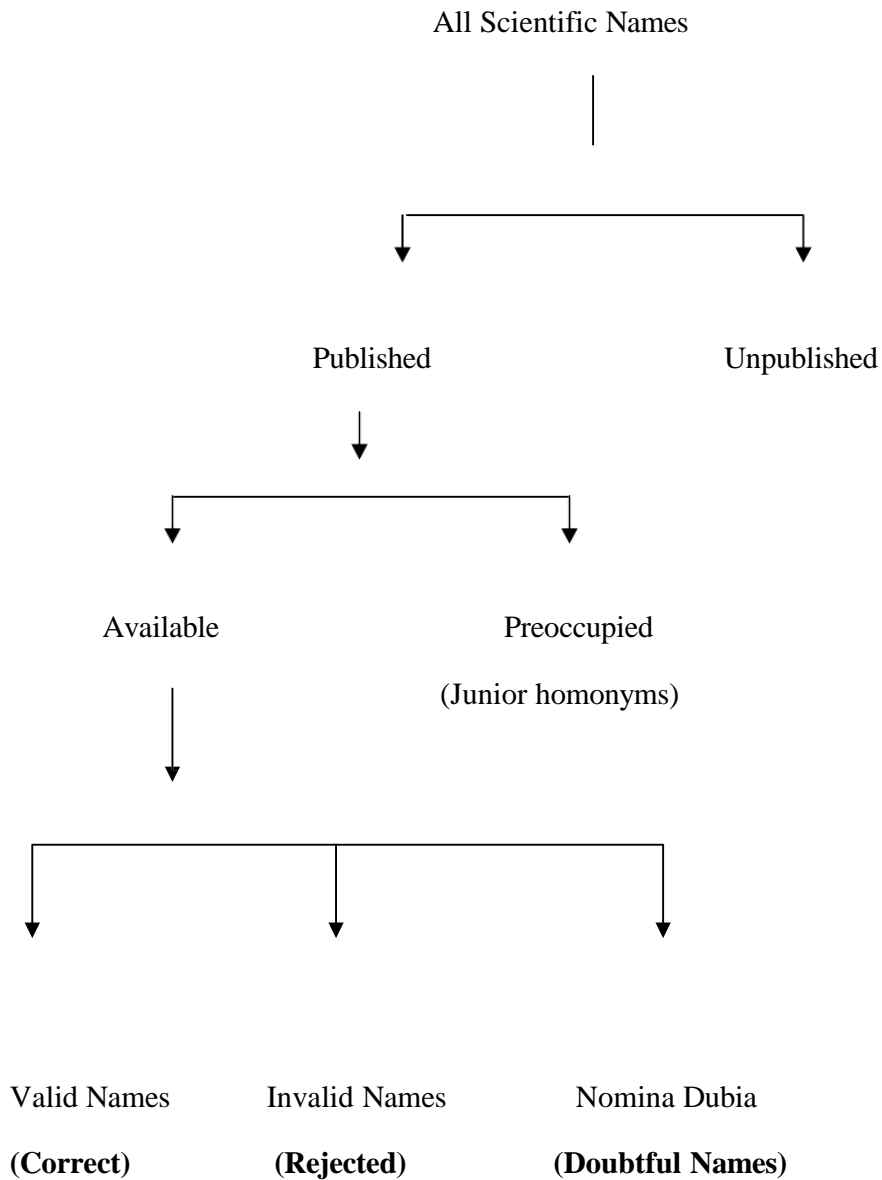 All Scientific Names
Published Unpublished
Available Preoccupied
(Junior homonyms)
Valid Names Invalid Names Nomina Dubia
(Correct) (Rejected) (Doubtful Names)